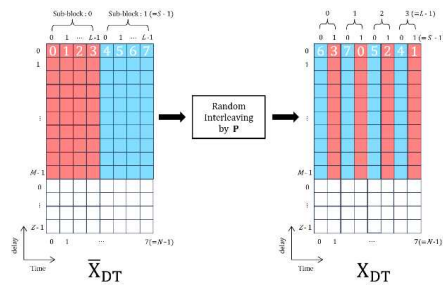 Sub-block : 0 Sub-block : 1 (=S - 1)
0 1 ... L-1 0 1 ... L-1
0 1 2 3 4 5 6 7
0
1
⋮
M-1
0
⋮
Z-1
0 1 ... 7(=N-1)
delay
Time
X̅DT
Random
Interleaving
by P
0 1 2 3 (=L-1)
0 1 0 1 0 1 0 1
6 3 7 0 5 2 4 1
0
1
⋮
M-1
0
⋮
Z-1
0 1 ... 7(=N-1)
delay
Time
XDT